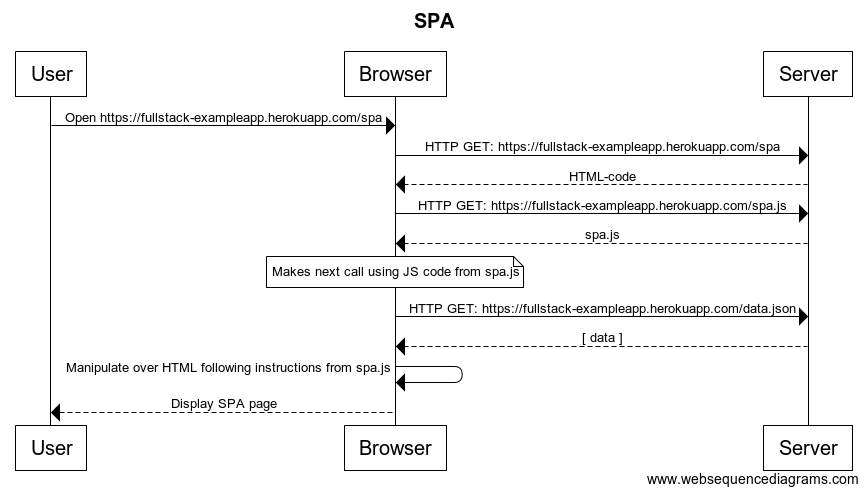 SPA
User
Browser
Server
Open https://fullstack-exampleapp.herokuapp.com/spa
HTTP GET: https://fullstack-exampleapp.herokuapp.com/spa
HTML-code
HTTP GET: https://fullstack-exampleapp.herokuapp.com/spa.js
spa.js
Makes next call using JS code from spa.js
HTTP GET: https://fullstack-exampleapp.herokuapp.com/data.json
[ data ]
Manipulate over HTML following instructions from spa.js
Display SPA page
User
Browser
Server
www.websequencediagrams.com